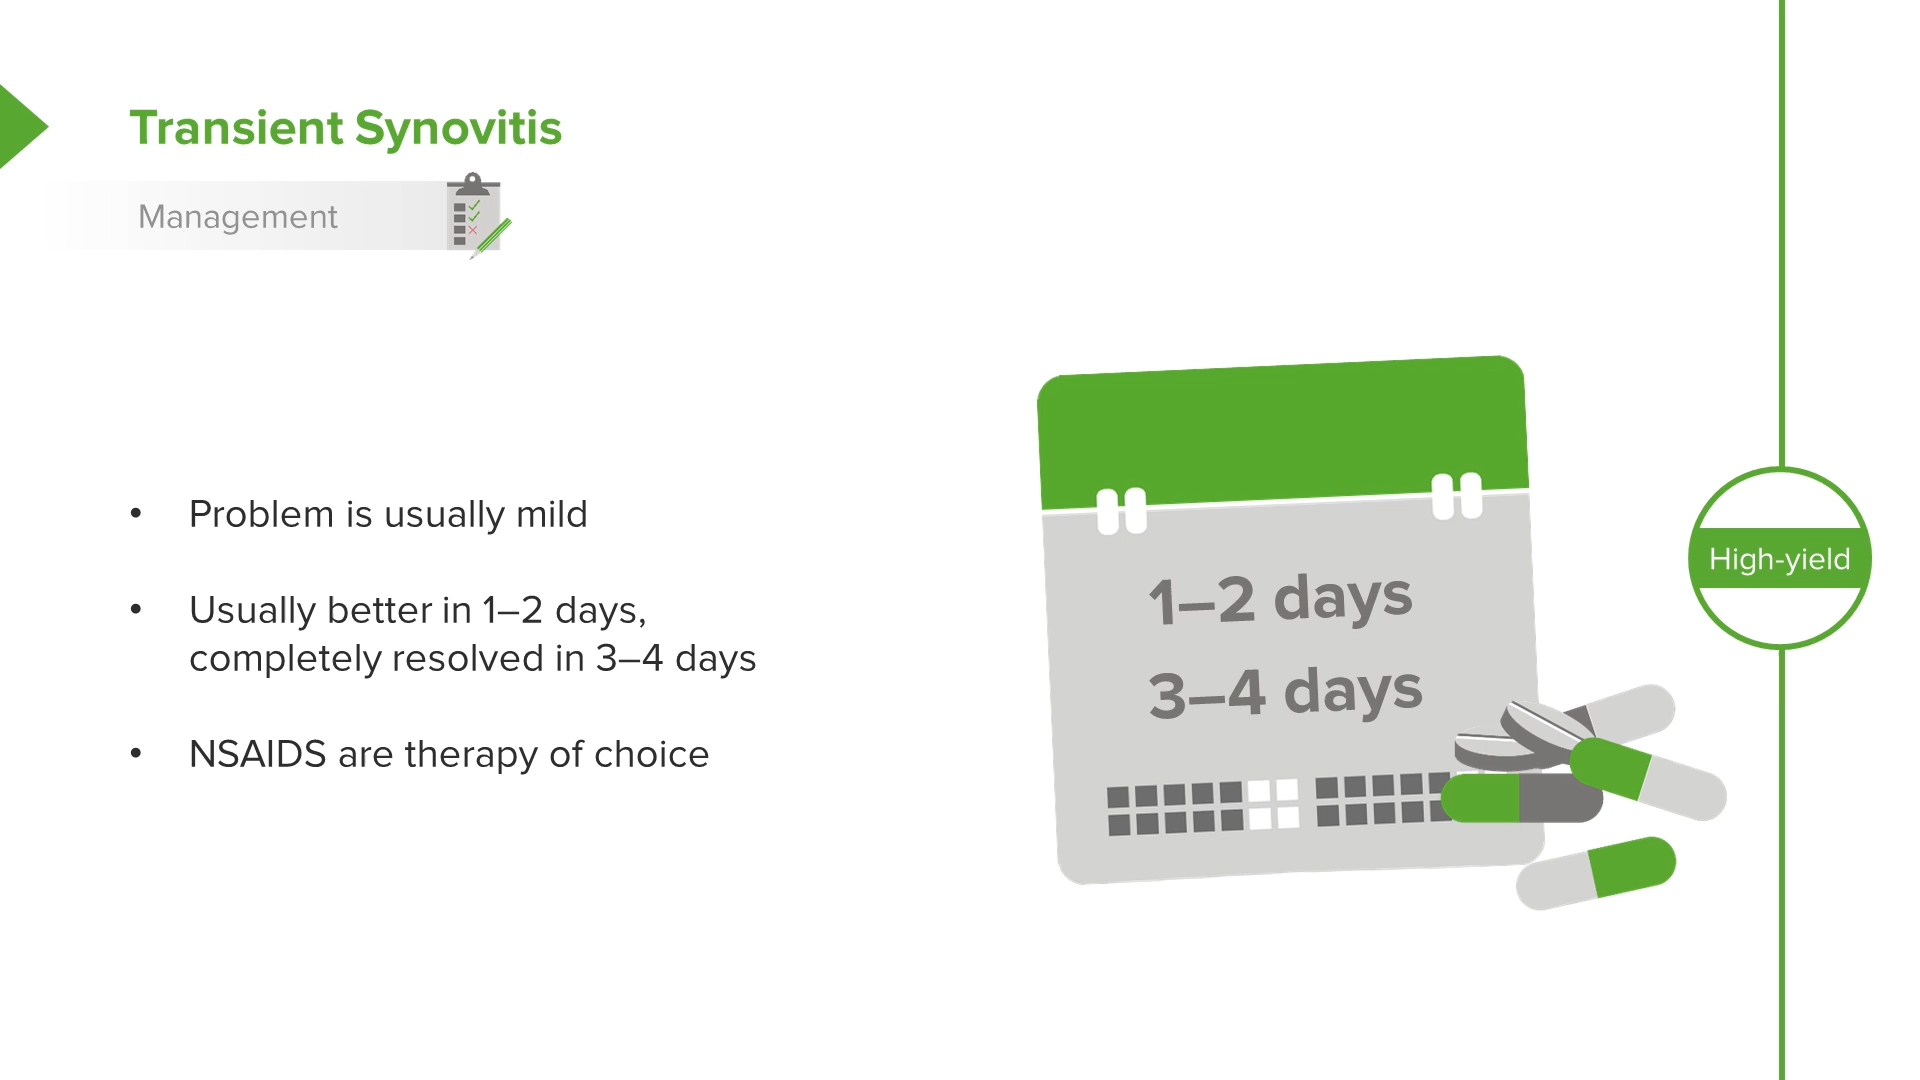 Transient Synovitis
Management
• Problem is usually mild
• Usually better in 1–2 days,
completely resolved in 3–4 days
• NSAIDS are therapy of choice
1–2 days
3–4 days
High-yield